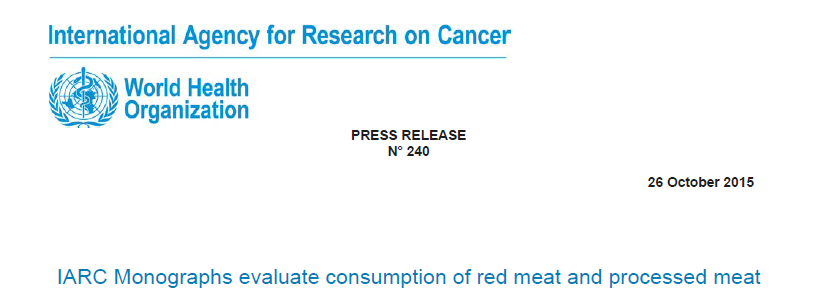 International Agency for Research on Cancer
World Health
Organization
PRESS RELEASE
N° 240
26 October 2015
IARC Monographs evaluate consumption of red meat and processed meat